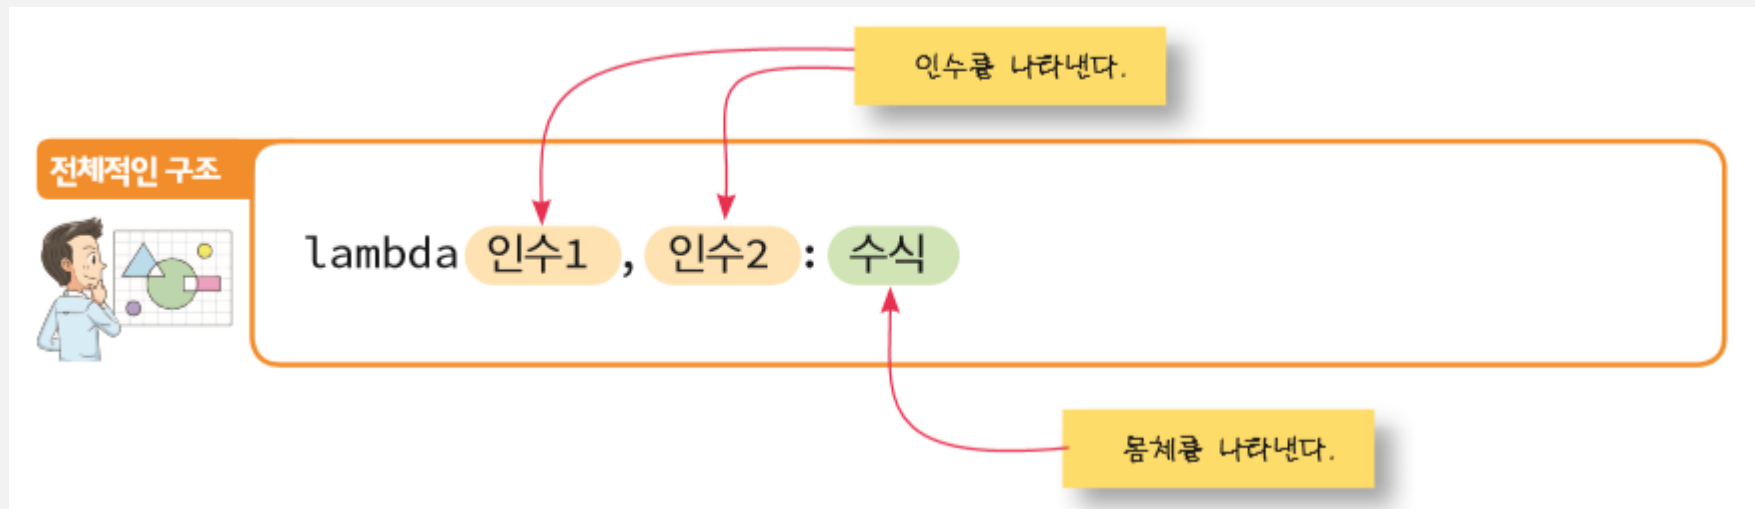 인수를 나타낸다.
전체적인 구조
lambda 인수1 , 인수2 : 수식
몸체를 나타낸다.